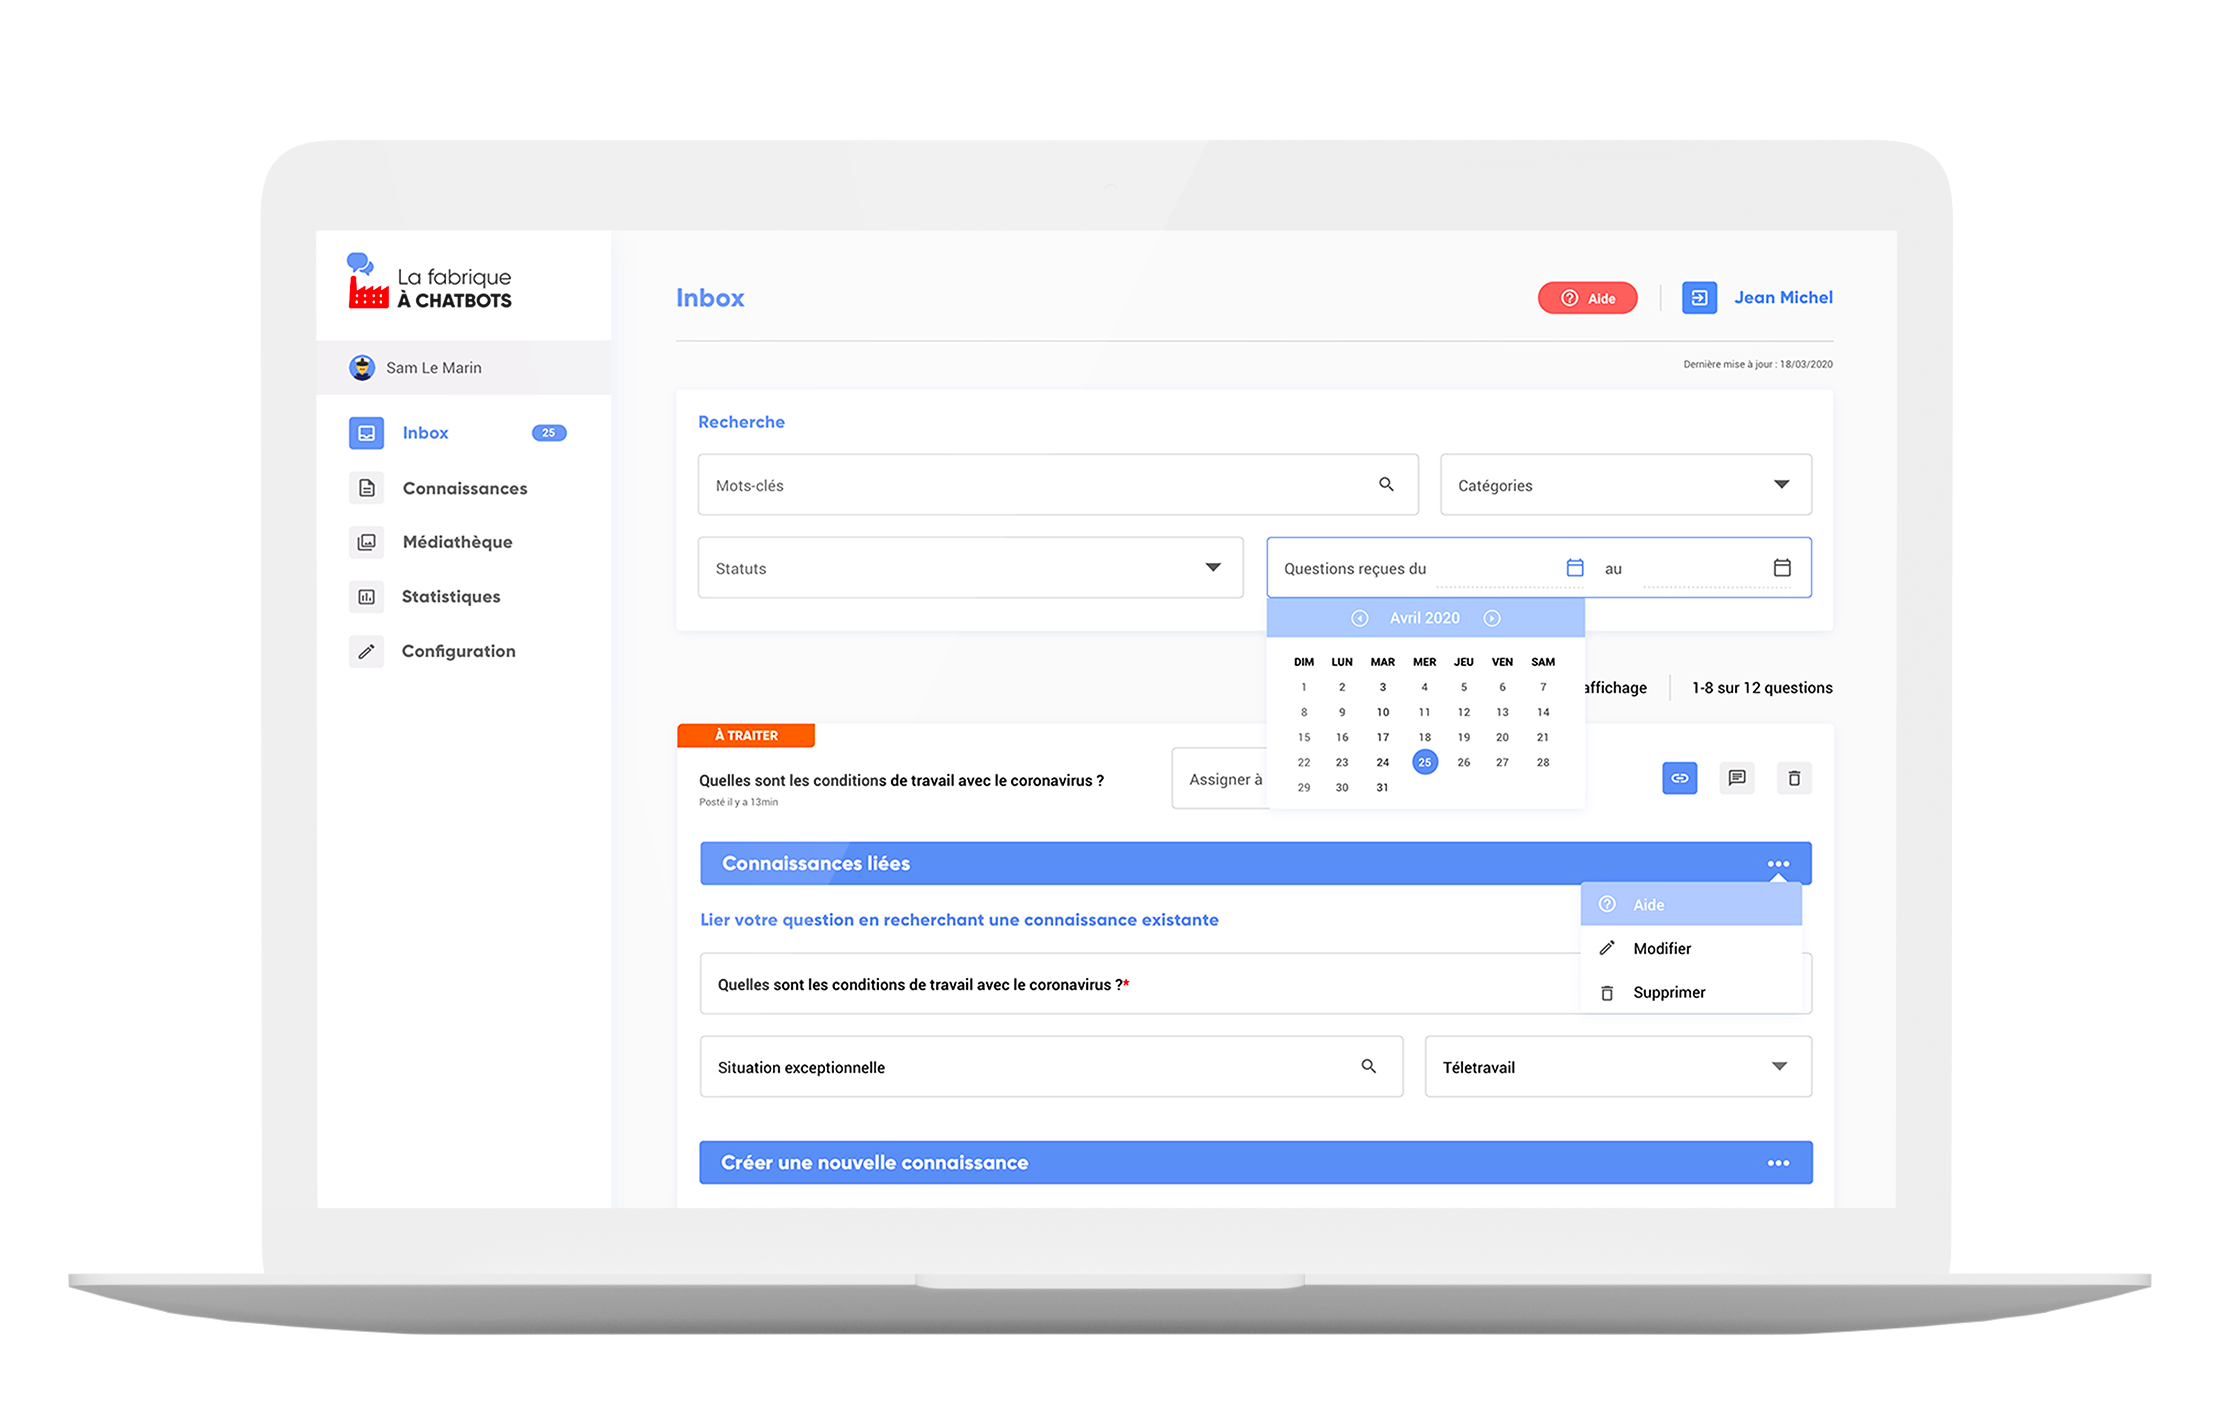 La fabrique
À CHATBOTS
Sam Le Marin
Inbox 25
Connaissances
Médiathèque
Statistiques
Configuration
Inbox
Aide
Jean Michel
Dernière mise à jour : 18/03/2020
Recherche
Mots-clés
Catégories
Statuts
Questions reçues du au
Avril 2020
DIM LUN MAR MER JEU VEN SAM
1 2 3 4 5 6 7
8 9 10 11 12 13 14
15 16 17 18 19 20 21
22 23 24 25 26 27 28
29 30 31
affichage
1-8 sur 12 questions
À TRAITER
Quelles sont les conditions de travail avec le coronavirus ?
Posté il y a 13min
Assigner à
Connaissances liées
Aide
Modifier
Supprimer
Lier votre question en recherchant une connaissance existante
Quelles sont les conditions de travail avec le coronavirus ?*
Situation exceptionnelle
Téletravail
Créer une nouvelle connaissance